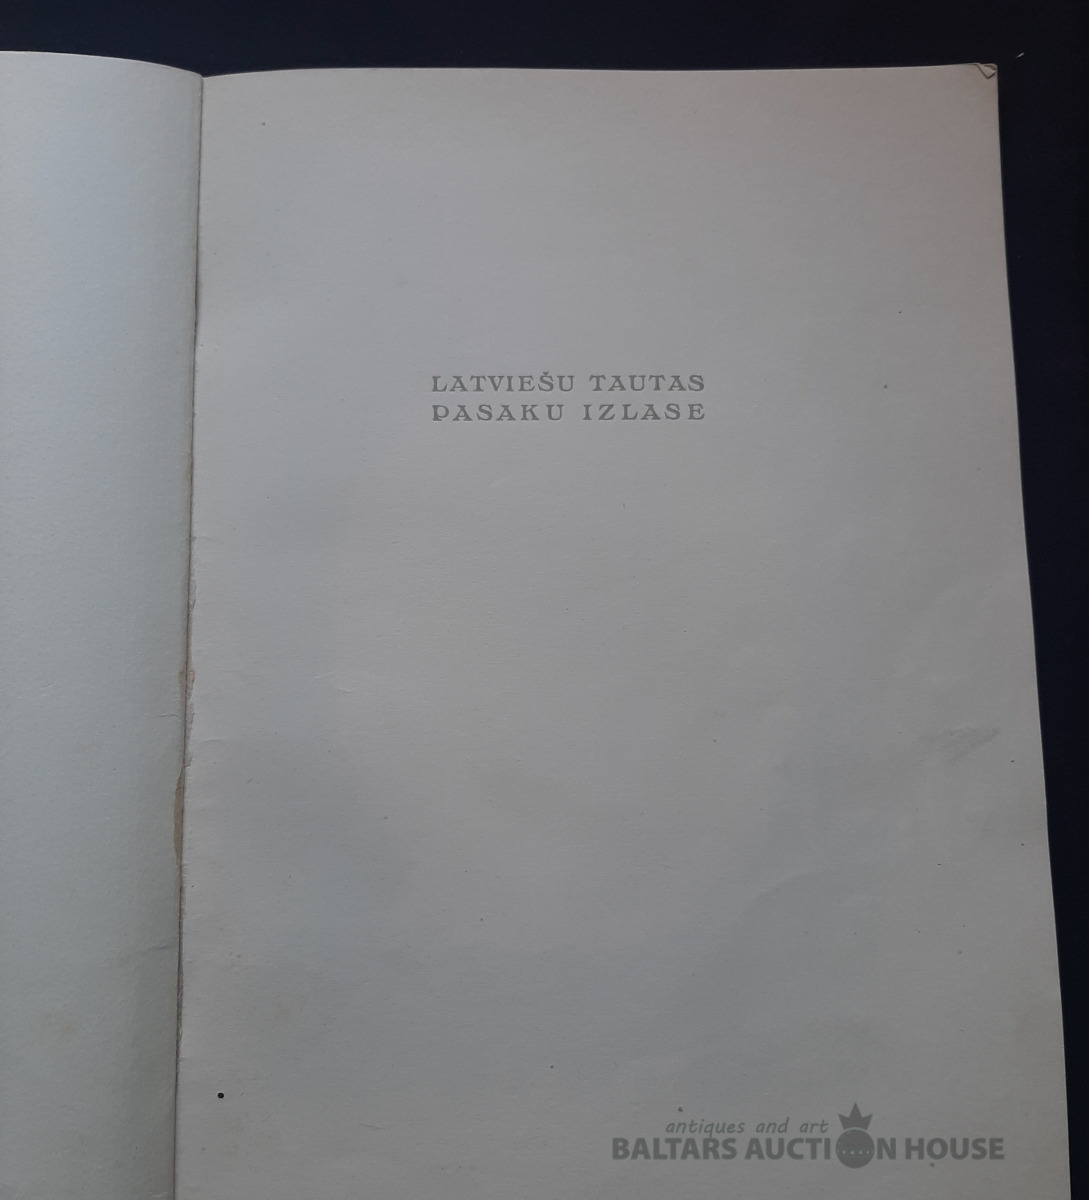 LATVIEŠU TAUTAS
PASAKU IZLASE
antiques and art
BALTARS AUCTION HOUSE